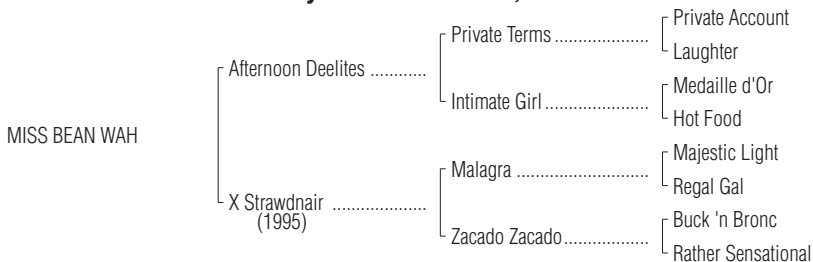 Private Account
Private Terms ....................
Laughter
Afternoon Deelites ............
Medaille d'Or
Intimate Girl ......................
Hot Food
MISS BEAN WAH
Majestic Light
Malagra ............................
Regal Gal
X Strawdnair ....................
(1995)
Buck 'n Bronc
Zacado Zacado..................
Rather Sensational